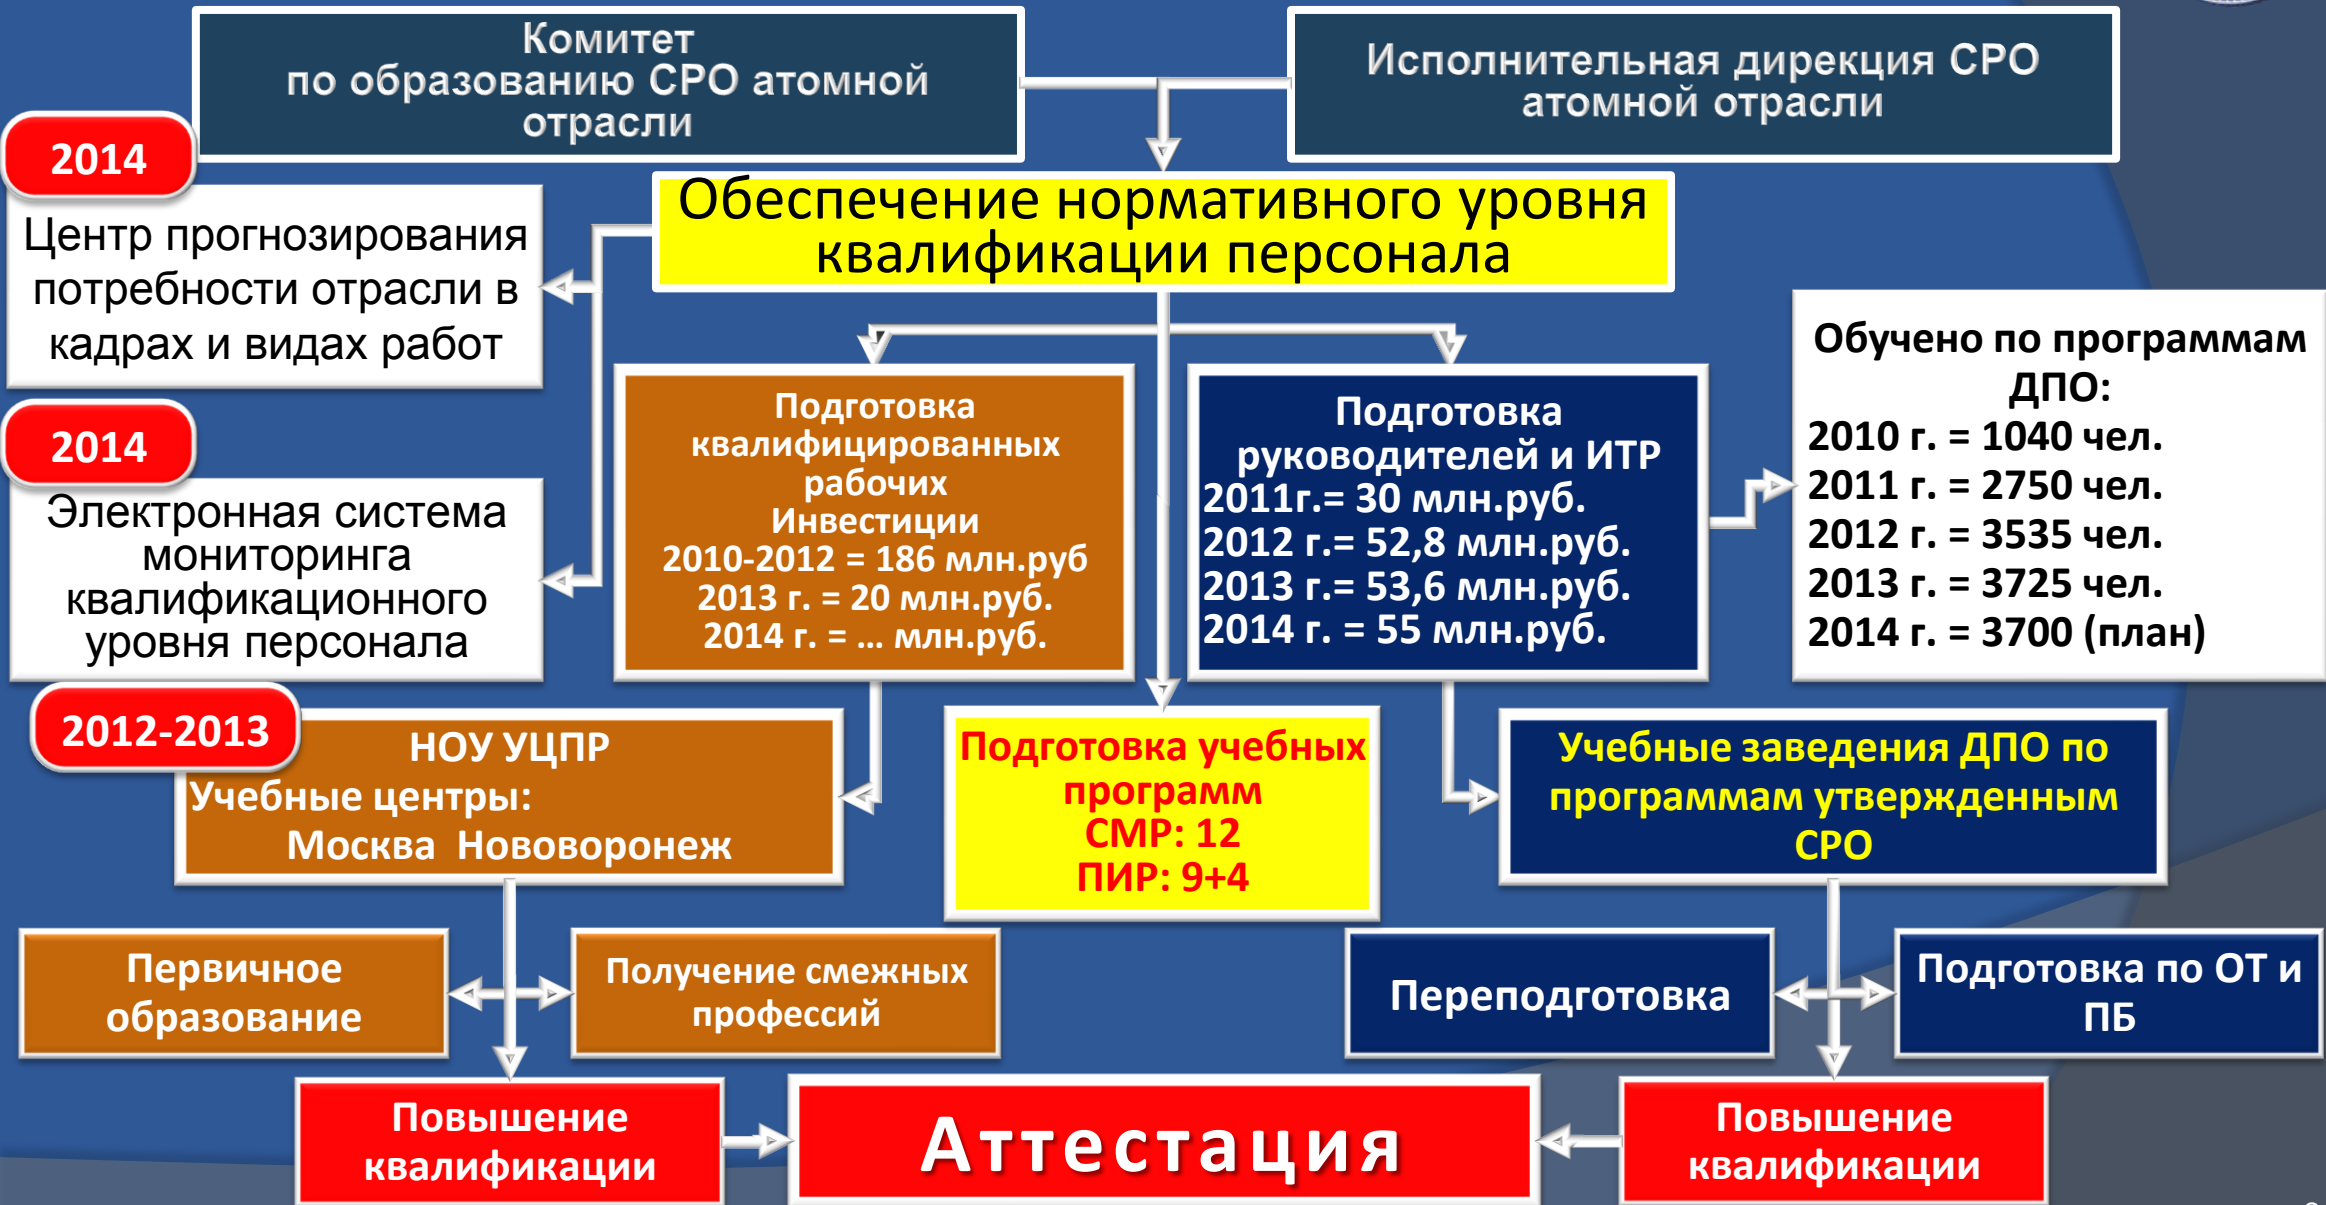 Комитет
по образованию СРО атомной
отрасли
Исполнительная дирекция СРО
атомной отрасли
2014
Центр прогнозирования
потребности отрасли в
кадрах и видах работ
Обеспечение нормативного уровня
квалификации персонала
2014
Электронная система
мониторинга
квалификационного
уровня персонала
Подготовка
квалифицированных
рабочих
Инвестиции
2010-2012 = 186 млн.руб
2013 г. = 20 млн.руб.
2014 г. = ... млн.руб.
Подготовка
руководителей и ИТР
2011г.= 30 млн.руб.
2012 г.= 52,8 млн.руб.
2013 г.= 53,6 млн.руб.
2014 г. = 55 млн.руб.
Обучено по программам
ДПО:
2010 г. = 1040 чел.
2011 г. = 2750 чел.
2012 г. = 3535 чел.
2013 г. = 3725 чел.
2014 г. = 3700 (план)
2012-2013
НОУ УЦПР
Учебные центры:
Москва Нововоронеж
Подготовка учебных
программ
СМР: 12
ПИР: 9+4
Учебные заведения ДПО по
программам утвержденным
СРО
Первичное
образование
Получение смежных
профессий
Переподготовка
Подготовка по ОТ и
ПБ
Повышение
квалификации
Аттестация
Повышение
квалификации